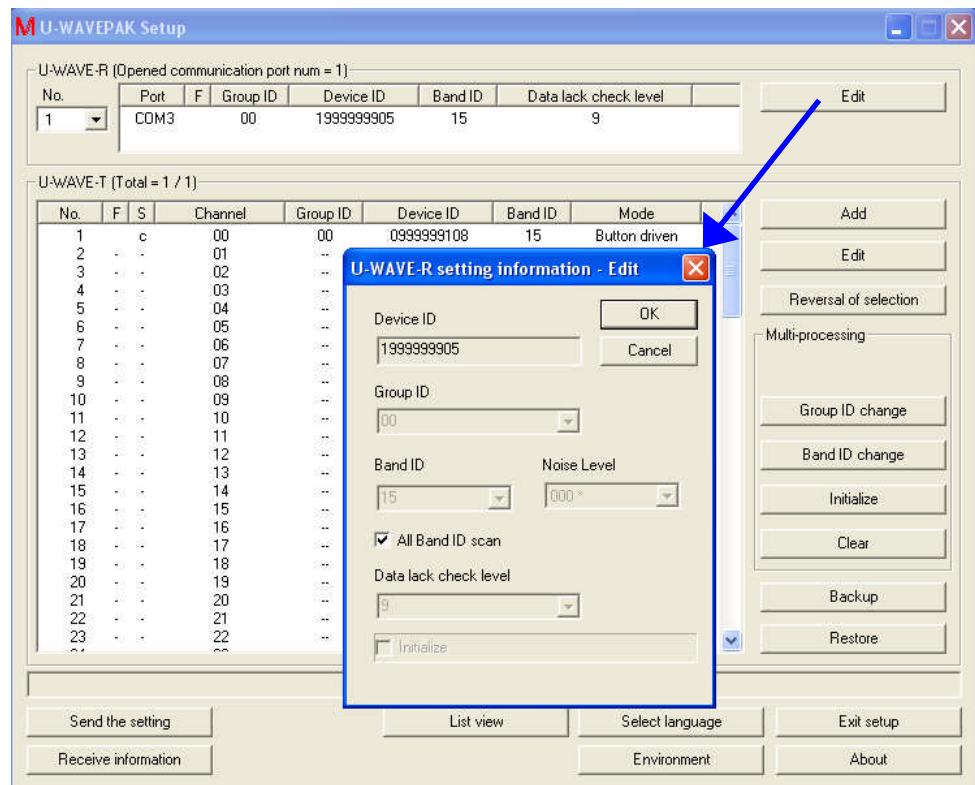 M U-WAVEPAK Setup
U-WAVE-R (Opened communication port num = 1)
No. Port F Group ID Device ID Band ID Data lack check level
1 COM3 00 1999999905 15 9
Edit
U-WAVE-T (Total = 1 / 1)
No. F S Channel Group ID Device ID Band ID Mode
1 c 00 00 0999999108 15 Button driven
2 - - 01 --
3 - - 02 --
4 - - 03 --
5 - - 04 --
6 - - 05 --
7 - - 06 --
8 - - 07 --
9 - - 08 --
10 - - 09 --
11 - - 10 --
12 - - 11 --
13 - - 12 --
14 - - 13 --
15 - - 14 --
16 - - 15 --
17 - - 16 --
18 - - 17 --
19 - - 18 --
20 - - 19 --
21 - - 20 --
22 - - 21 --
23 - - 22 --
U-WAVE-R setting information - Edit
Device ID
OK
1999999905
Cancel
Group ID
00
Band ID Noise Level
15 000 *
All Band ID scan
Data lack check level
9
Initialize
Add
Edit
Reversal of selection
Multi-processing
Group ID change
Band ID change
Initialize
Clear
Backup
Restore
Send the setting List view Select language Exit setup
Receive information Environment About